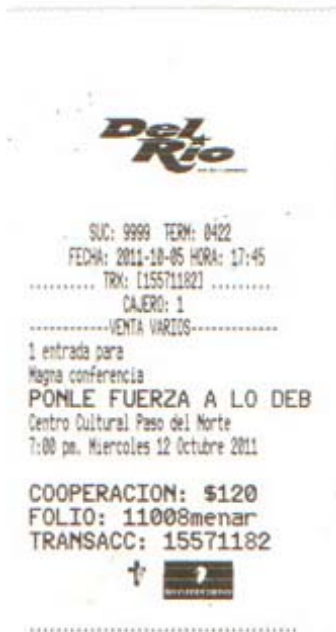 Del Rio
SUC: 9999 TERM: 0422
FECHA: 2011-10-05 HORA: 17:45
.......... TRX: [15571182] .........
CAJERO: 1
-----------VENTA VARIOS------------
1 entrada para
Magna conferencia
PONLE FUERZA A LO DEB
Centro Cultural Paso del Norte
7:00 pm. Miercoles 12 Octubre 2011
COOPERACION: $120
FOLIO: 11008menar
TRANSACC: 15571182